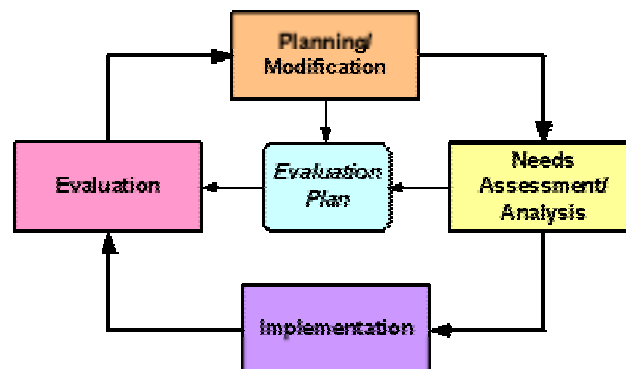 Planning/
Modification
Evaluation
Evaluation
Plan
Needs
Assessment/
Analysis
Implementation